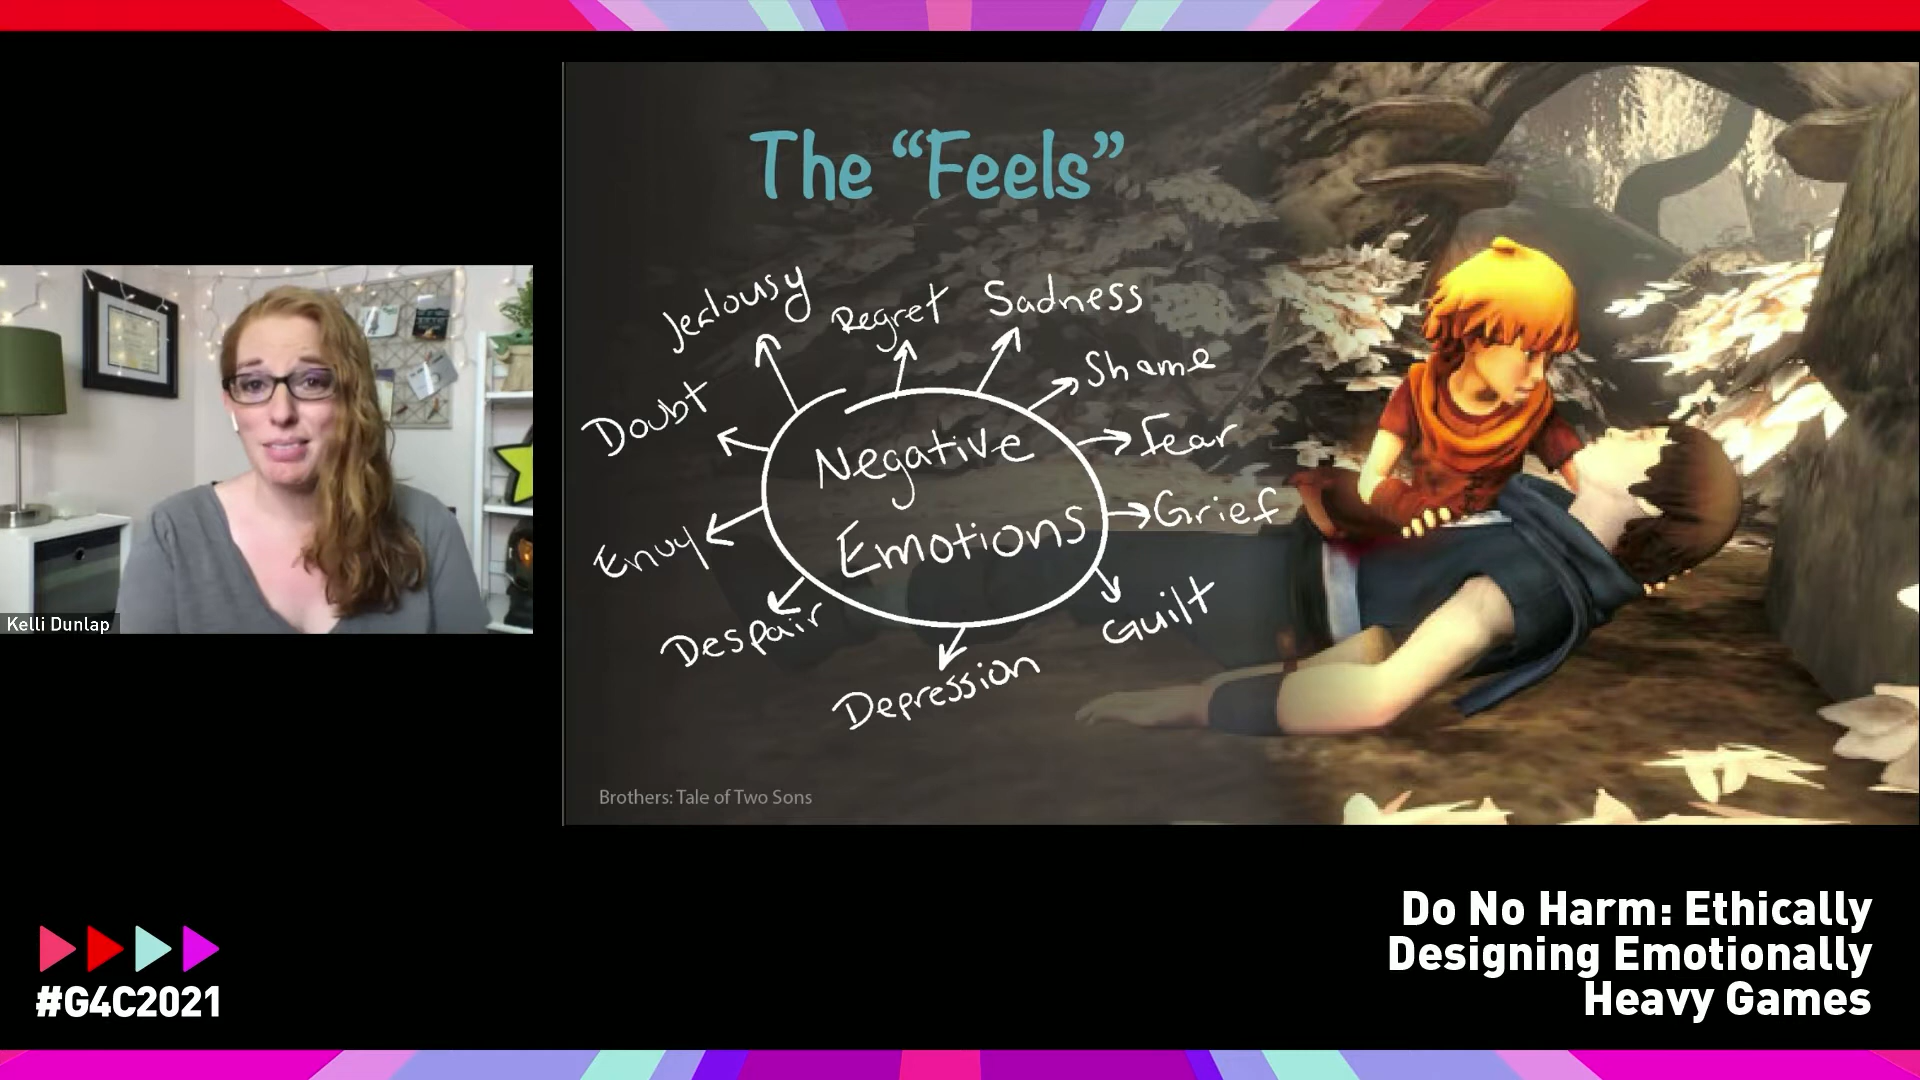 The “Feels”
Jealousy
Regret
Sadness
Shame
Doubt
Fear
Negative
Emotions
Envy
Grief
Despair
Guilt
Depression
Brothers: Tale of Two Sons
Kelli Dunlap
#G4C2021
Do No Harm: Ethically
Designing Emotionally
Heavy Games